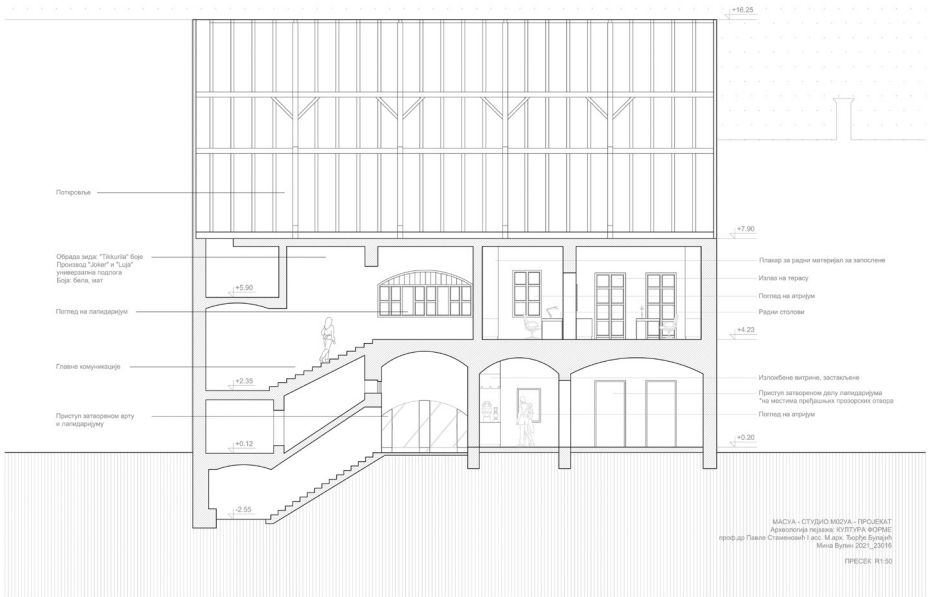 +16.25
+7.90
Поткровље
Обрада зида: "Tikkurila" боје
Производ "Joker" и "Luja"
универзална подлога
Боја: бела, мат
Плакар за радни материјал за запослене
Излаз на терасу
+5.90
Поглед на атријум
Поглед на лапидаријум
Радни столови
+4.23
Главне комуникације
Изложбене витрине, застакљене
+2.35
Приступ затвореном делу лапидаријума
*на местима пређашњих прозорских отвора
Приступ затвореном врту
и лапидаријуму
Поглед на атријум
+0.12
+0.20
-2.55
МАСУА - СТУДИО М02УА - ПРОЈЕКАТ
Археологија пејзажа: КУЛТУРА ФОРМЕ
проф.др Павле Стаменовић I асс. М.арх. Ђорђе Булајић
Мина Вулин 2021_23016
ПРЕСЕК R1:50